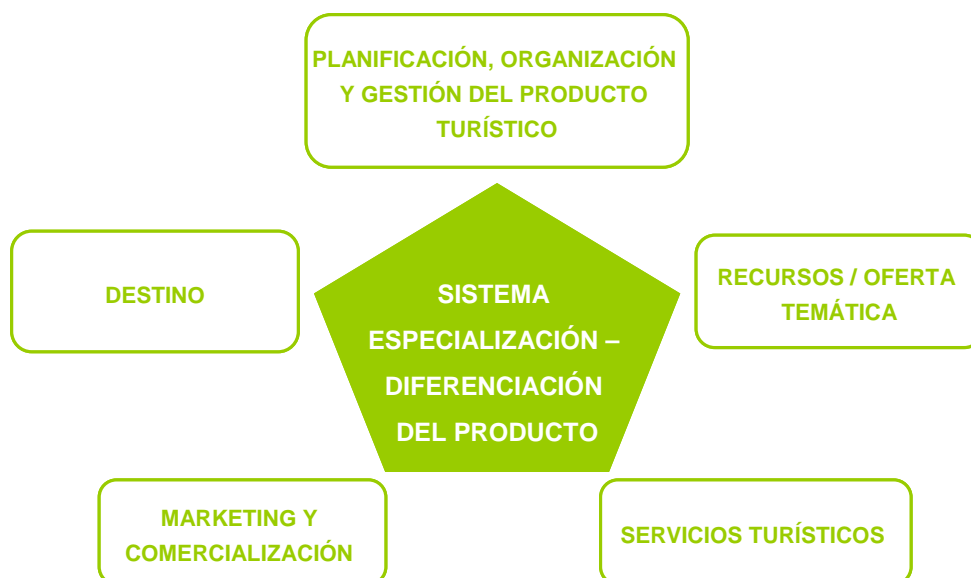 PLANIFICACIÓN, ORGANIZACIÓN
Y GESTIÓN DEL PRODUCTO
TURÍSTICO
DESTINO
SISTEMA
ESPECIALIZACIÓN –
DIFERENCIACIÓN
DEL PRODUCTO
RECURSOS / OFERTA
TEMÁTICA
MARKETING Y
COMERCIALIZACIÓN
SERVICIOS TURÍSTICOS